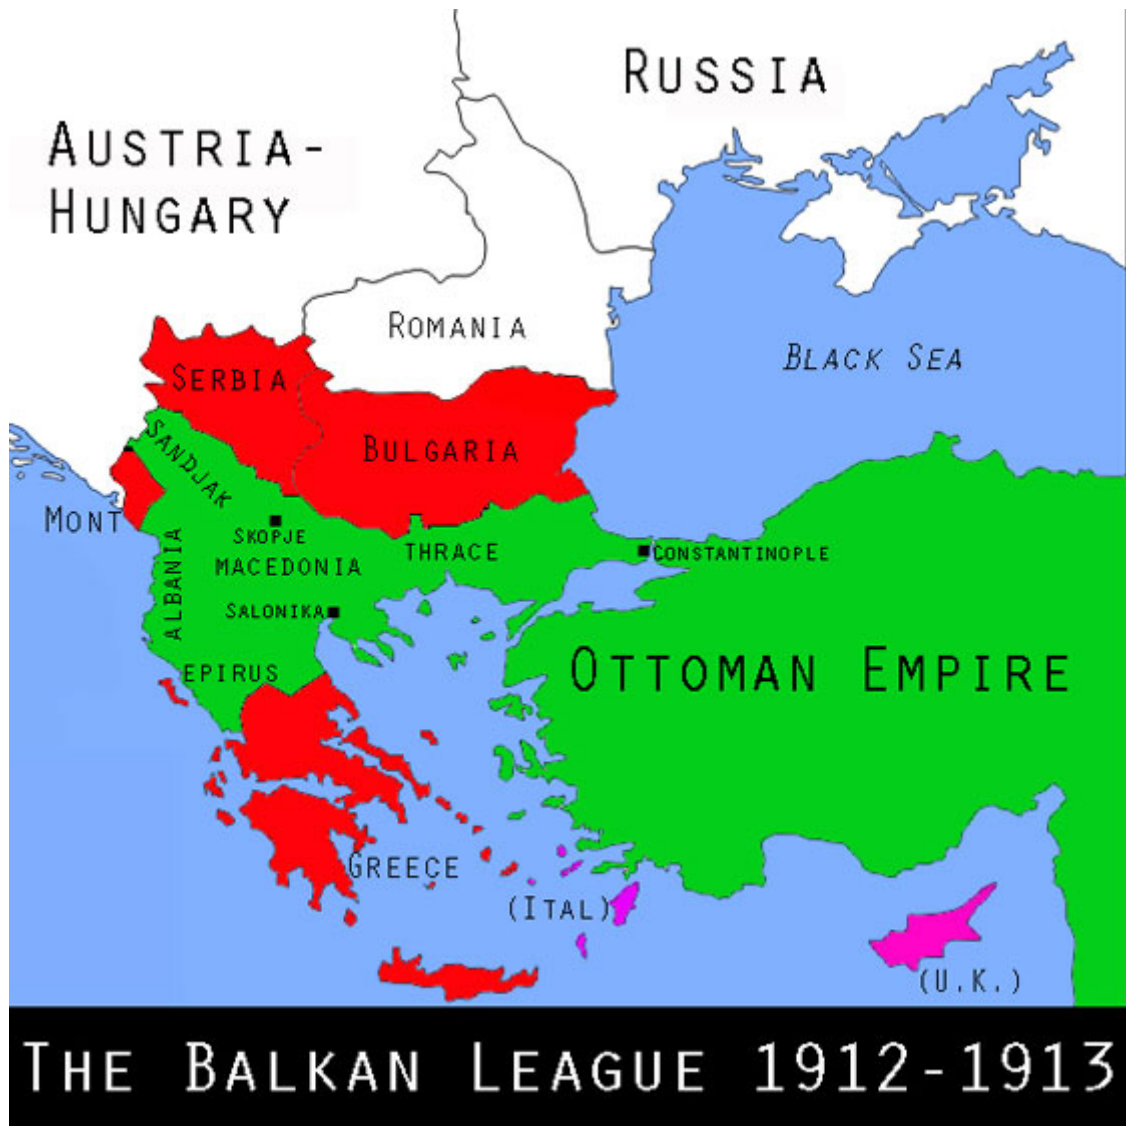 RUSSIA
AUSTRIA-
HUNGARY
ROMANIA
BLACK SEA
SERBIA
BULGARIA
SANDJAK
MONT
SKOPJE
THRACE
CONSTANTINOPLE
MACEDONIA
ALBANIA
SALONIKA
EPIRUS
OTTOMAN EMPIRE
GREECE
(ITAL)
(U.K.)
THE BALKAN LEAGUE 1912-1913